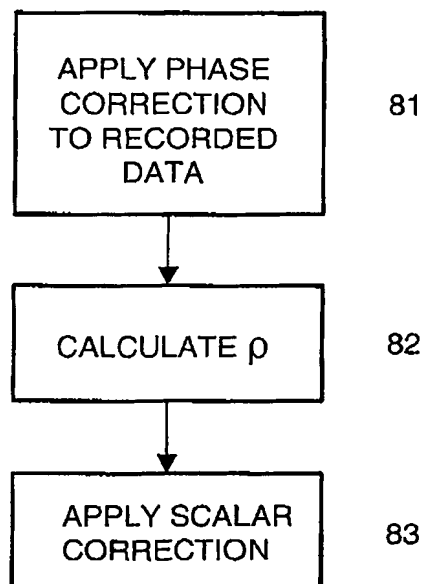 APPLY PHASE
CORRECTION
TO RECORDED
DATA
81
CALCULATE ρ
82
APPLY SCALAR
CORRECTION
83